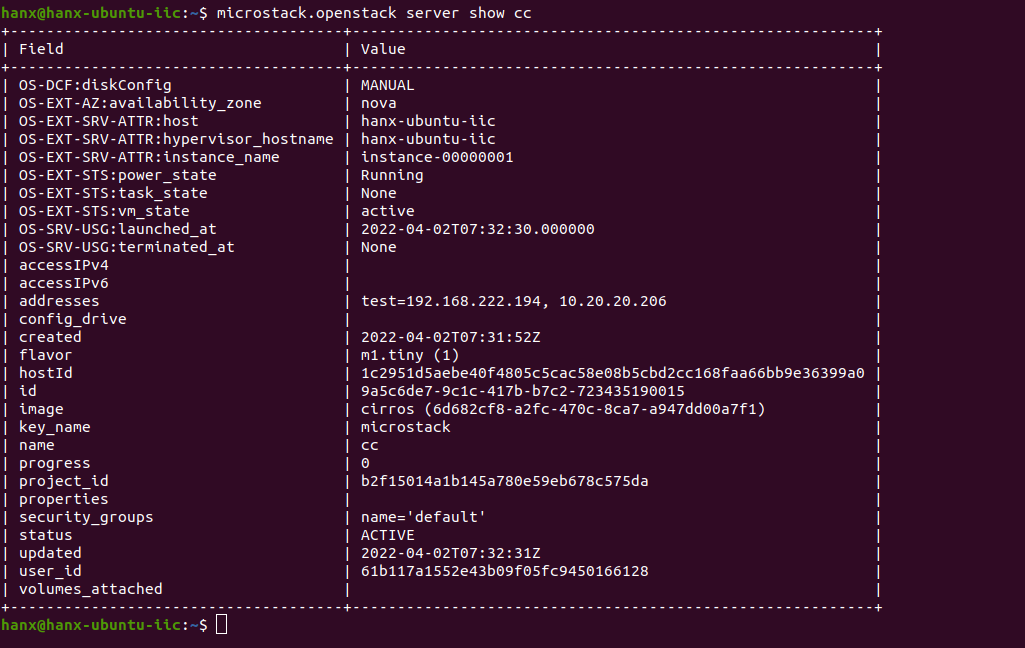 hanx@hanx-ubuntu-iic:~$ microstack.openstack server show cc
+-------------------------------------+----------------------------------------------------------+
| Field                               | Value                                                    |
+-------------------------------------+----------------------------------------------------------+
| OS-DCF:diskConfig                   | MANUAL                                                   |
| OS-EXT-AZ:availability_zone         | nova                                                     |
| OS-EXT-SRV-ATTR:host                | hanx-ubuntu-iic                                          |
| OS-EXT-SRV-ATTR:hypervisor_hostname | hanx-ubuntu-iic                                          |
| OS-EXT-SRV-ATTR:instance_name       | instance-00000001                                        |
| OS-EXT-STS:power_state              | Running                                                  |
| OS-EXT-STS:task_state               | None                                                     |
| OS-EXT-STS:vm_state                 | active                                                   |
| OS-SRV-USG:launched_at              | 2022-04-02T07:32:30.000000                               |
| OS-SRV-USG:terminated_at            | None                                                     |
| accessIPv4                          |                                                          |
| accessIPv6                          |                                                          |
| addresses                           | test=192.168.222.194, 10.20.20.206                       |
| config_drive                        |                                                          |
| created                             | 2022-04-02T07:31:52Z                                     |
| flavor                              | m1.tiny (1)                                              |
| hostId                              | 1c2951d5aebe40f4805c5cac58e08b5cbd2cc168faa66bb9e36399a0 |
| id                                  | 9a5c6de7-9c1c-417b-b7c2-723435190015                     |
| image                               | cirros (6d682cf8-a2fc-470c-8ca7-a947dd00a7f1)            |
| key_name                            | microstack                                               |
| name                                | cc                                                       |
| progress                            | 0                                                        |
| project_id                          | b2f15014a1b145a780e59eb678c575da                         |
| properties                          |                                                          |
| security_groups                     | name='default'                                           |
| status                              | ACTIVE                                                   |
| updated                             | 2022-04-02T07:32:31Z                                     |
| user_id                             | 61b117a1552e43b09f05fc9450166128                         |
| volumes_attached                    |                                                          |
+-------------------------------------+----------------------------------------------------------+
hanx@hanx-ubuntu-iic:~$